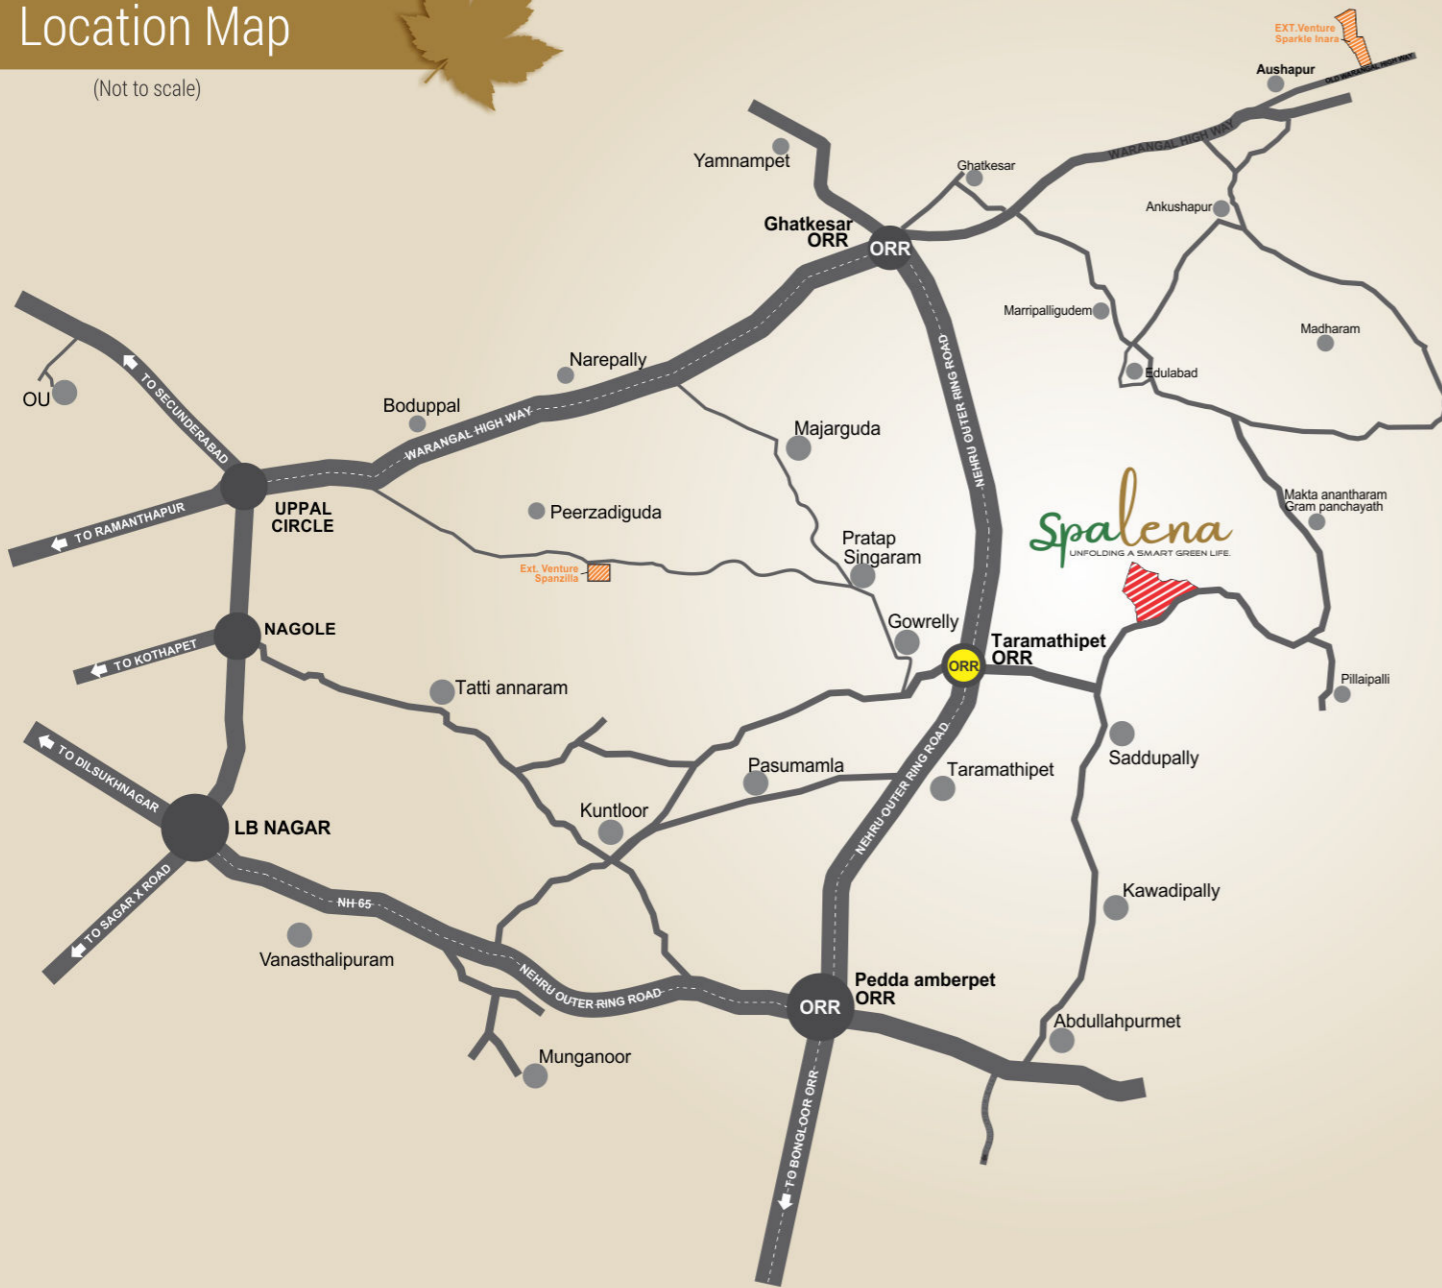 Location Map
(Not to scale)
EXT.Venture
Sparkle Inara
Aushapur
OLD WARANGAL HIGH WAY
WARANGAL HIGH WAY
Yamnampet
Ghatkesar
Ankushapur
Ghatkesar
ORR
ORR
Marripalligudem
Madharam
Edulabad
NEHRU OUTER RING ROAD
Narepally
Boduppal
WARANGAL HIGH WAY
OU
TO SECUNDERABAD
Majarguda
UPPAL
CIRCLE
TO RAMANTHAPUR
Peerzadiguda
Ext. Venture
Spanzilla
Pratap
Singaram
Spalena
UNFOLDING A SMART GREEN LIFE.
Makta anantharam
Gram panchayath
Gowrelly
NAGOLE
TO KOTHAPET
Taramathipet
ORR
ORR
Tatti annaram
Pillaipalli
Saddupally
TO DILSUKHNAGAR
Pasumamla
Taramathipet
NEHRU OUTER RING ROAD
Kuntloor
LB NAGAR
TO SAGAR X ROAD
NH 65
Kawadipally
Vanasthalipuram
NEHRU OUTER RING ROAD
Pedda amberpet
ORR
ORR
Abdullahpurmet
Munganoor
TO BONGLOOR ORR